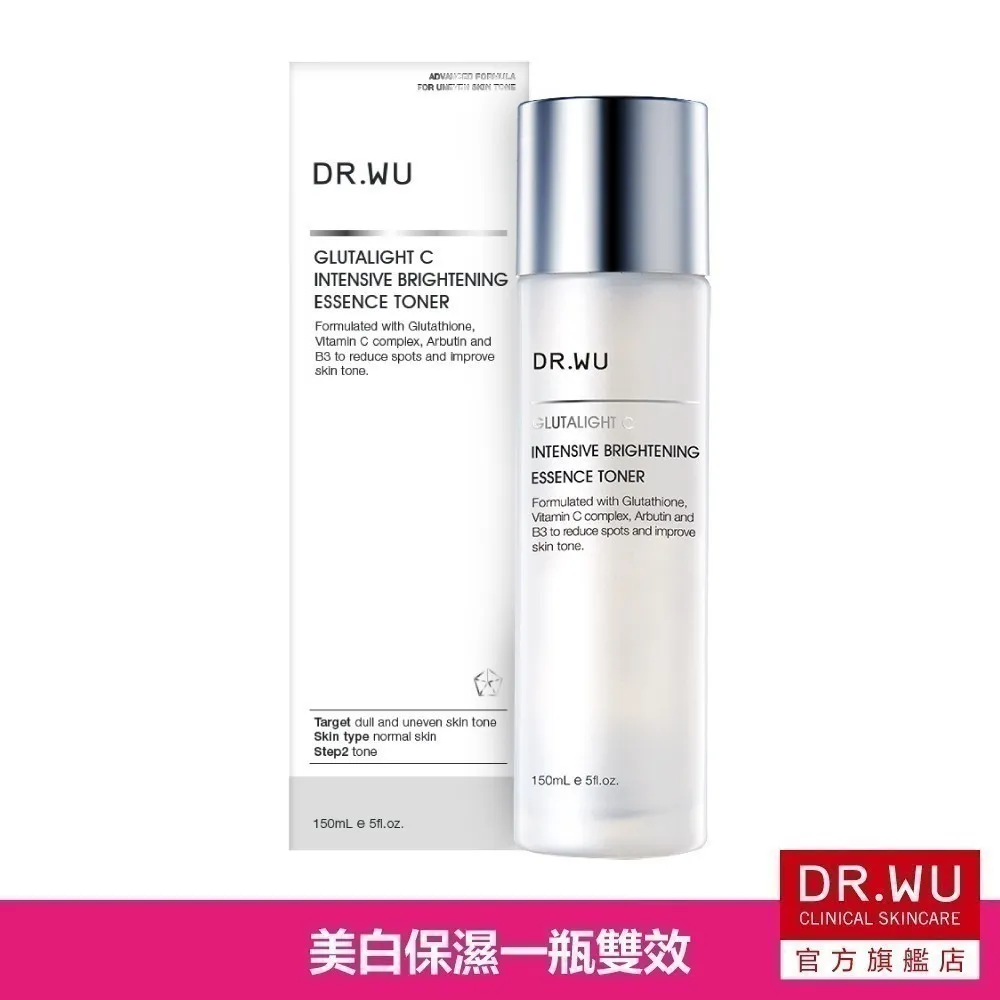 ADVANCED FORMULA
FOR UNEVEN SKIN TONE
DR.WU
GLUTALIGHT C
INTENSIVE BRIGHTENING
ESSENCE TONER
Formulated with Glutathione,
Vitamin C complex, Arbutin and
B3 to reduce spots and improve
skin tone.
Target dull and uneven skin tone
Skin type normal skin
Step2 tone
150mL e 5fl.oz.
DR.WU
GLUTALIGHT C
INTENSIVE BRIGHTENING
ESSENCE TONER
Formulated with Glutathione,
Vitamin C complex, Arbutin and
B3 to reduce spots and improve
skin tone.
150mL e 5fl.oz.
DR.WU
CLINICAL SKINCARE
官方旗艦店
美白保濕一瓶雙效